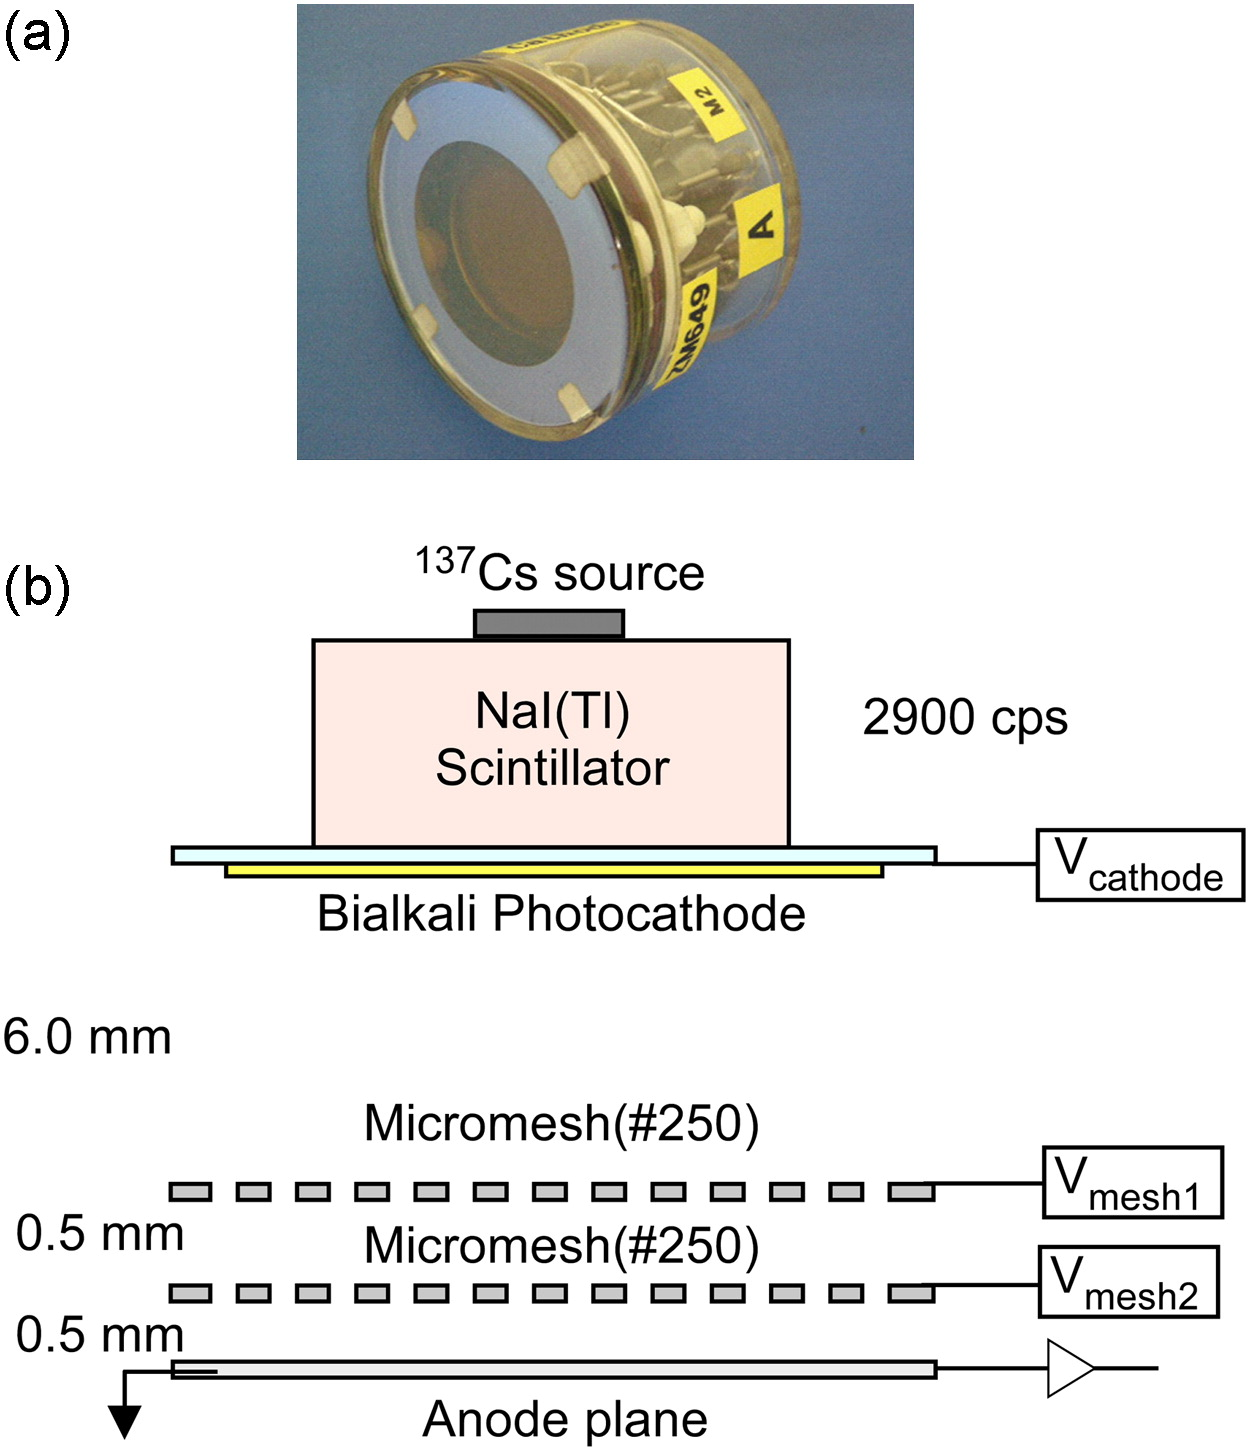 (a)
CATHODE
M2
A
ZM649
(b)
¹³⁷Cs source
NaI(Tl)
Scintillator
2900 cps
Vcathode
Bialkali Photocathode
6.0 mm
Micromesh(#250)
Vmesh1
0.5 mm
Micromesh(#250)
Vmesh2
0.5 mm
Anode plane